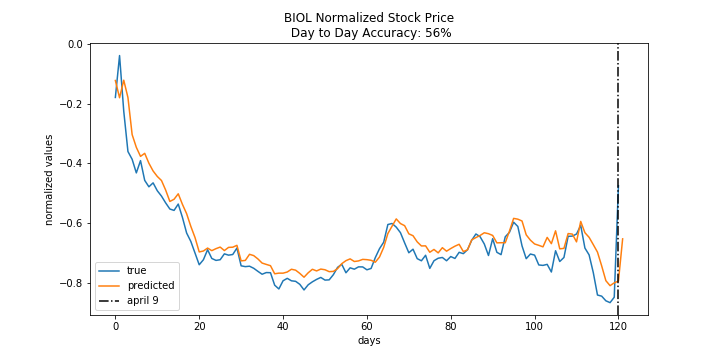 BIOL Normalized Stock Price
Day to Day Accuracy: 56%
0.0
−0.2
−0.4
−0.6
−0.8
normalized values
true
predicted
april 9
0
20
40
60
80
100
120
days